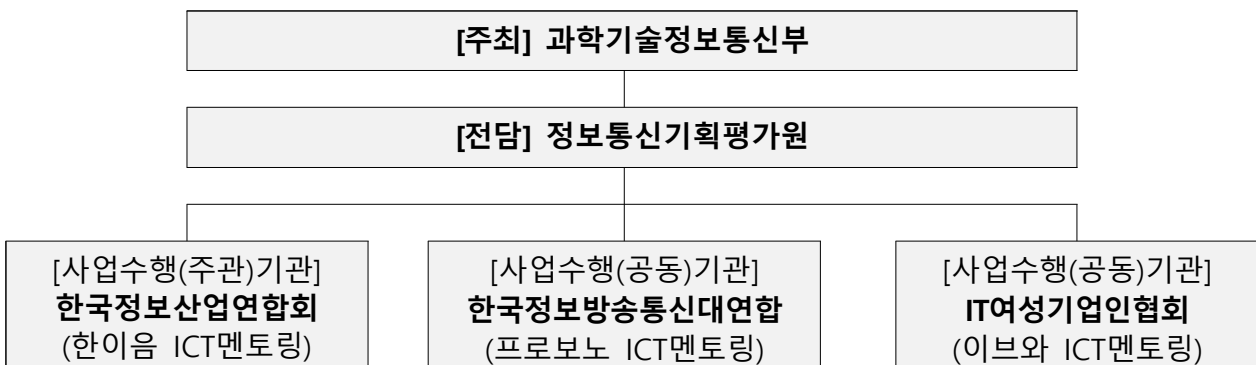 [주최] 과학기술정보통신부
[전담] 정보통신기획평가원
[사업수행(주관)기관]
한국정보산업연합회
(한이음 ICT멘토링)
[사업수행(공동)기관]
한국정보방송통신대연합
(프로보노 ICT멘토링)
[사업수행(공동)기관]
IT여성기업인협회
(이브와 ICT멘토링)